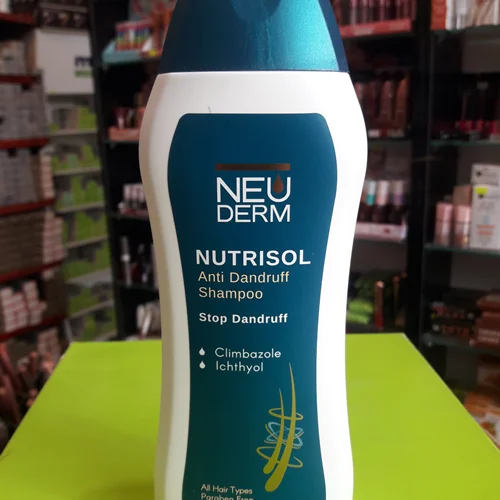 NEU
DERM
NUTRISOL
Anti Dandruff
Shampoo
Stop Dandruff
Climbazole
Ichthyol
All Hair Types
Paraben Free